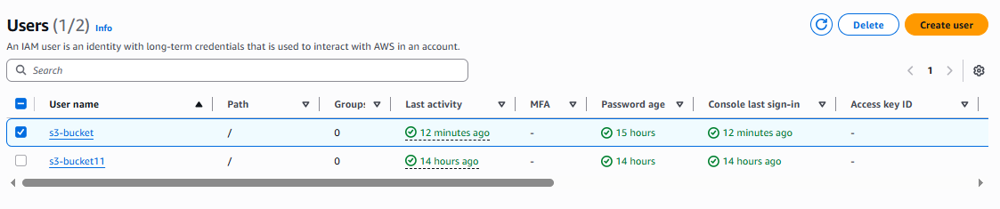 Users (1/2) Info
Delete
Create user
An IAM user is an identity with long-term credentials that is used to interact with AWS in an account.
Search
1
User name Path Groups Last activity MFA Password age Console last sign-in Access key ID
s3-bucket / 0 12 minutes ago - 15 hours 12 minutes ago -
s3-bucket11 / 0 14 hours ago - 14 hours 14 hours ago -